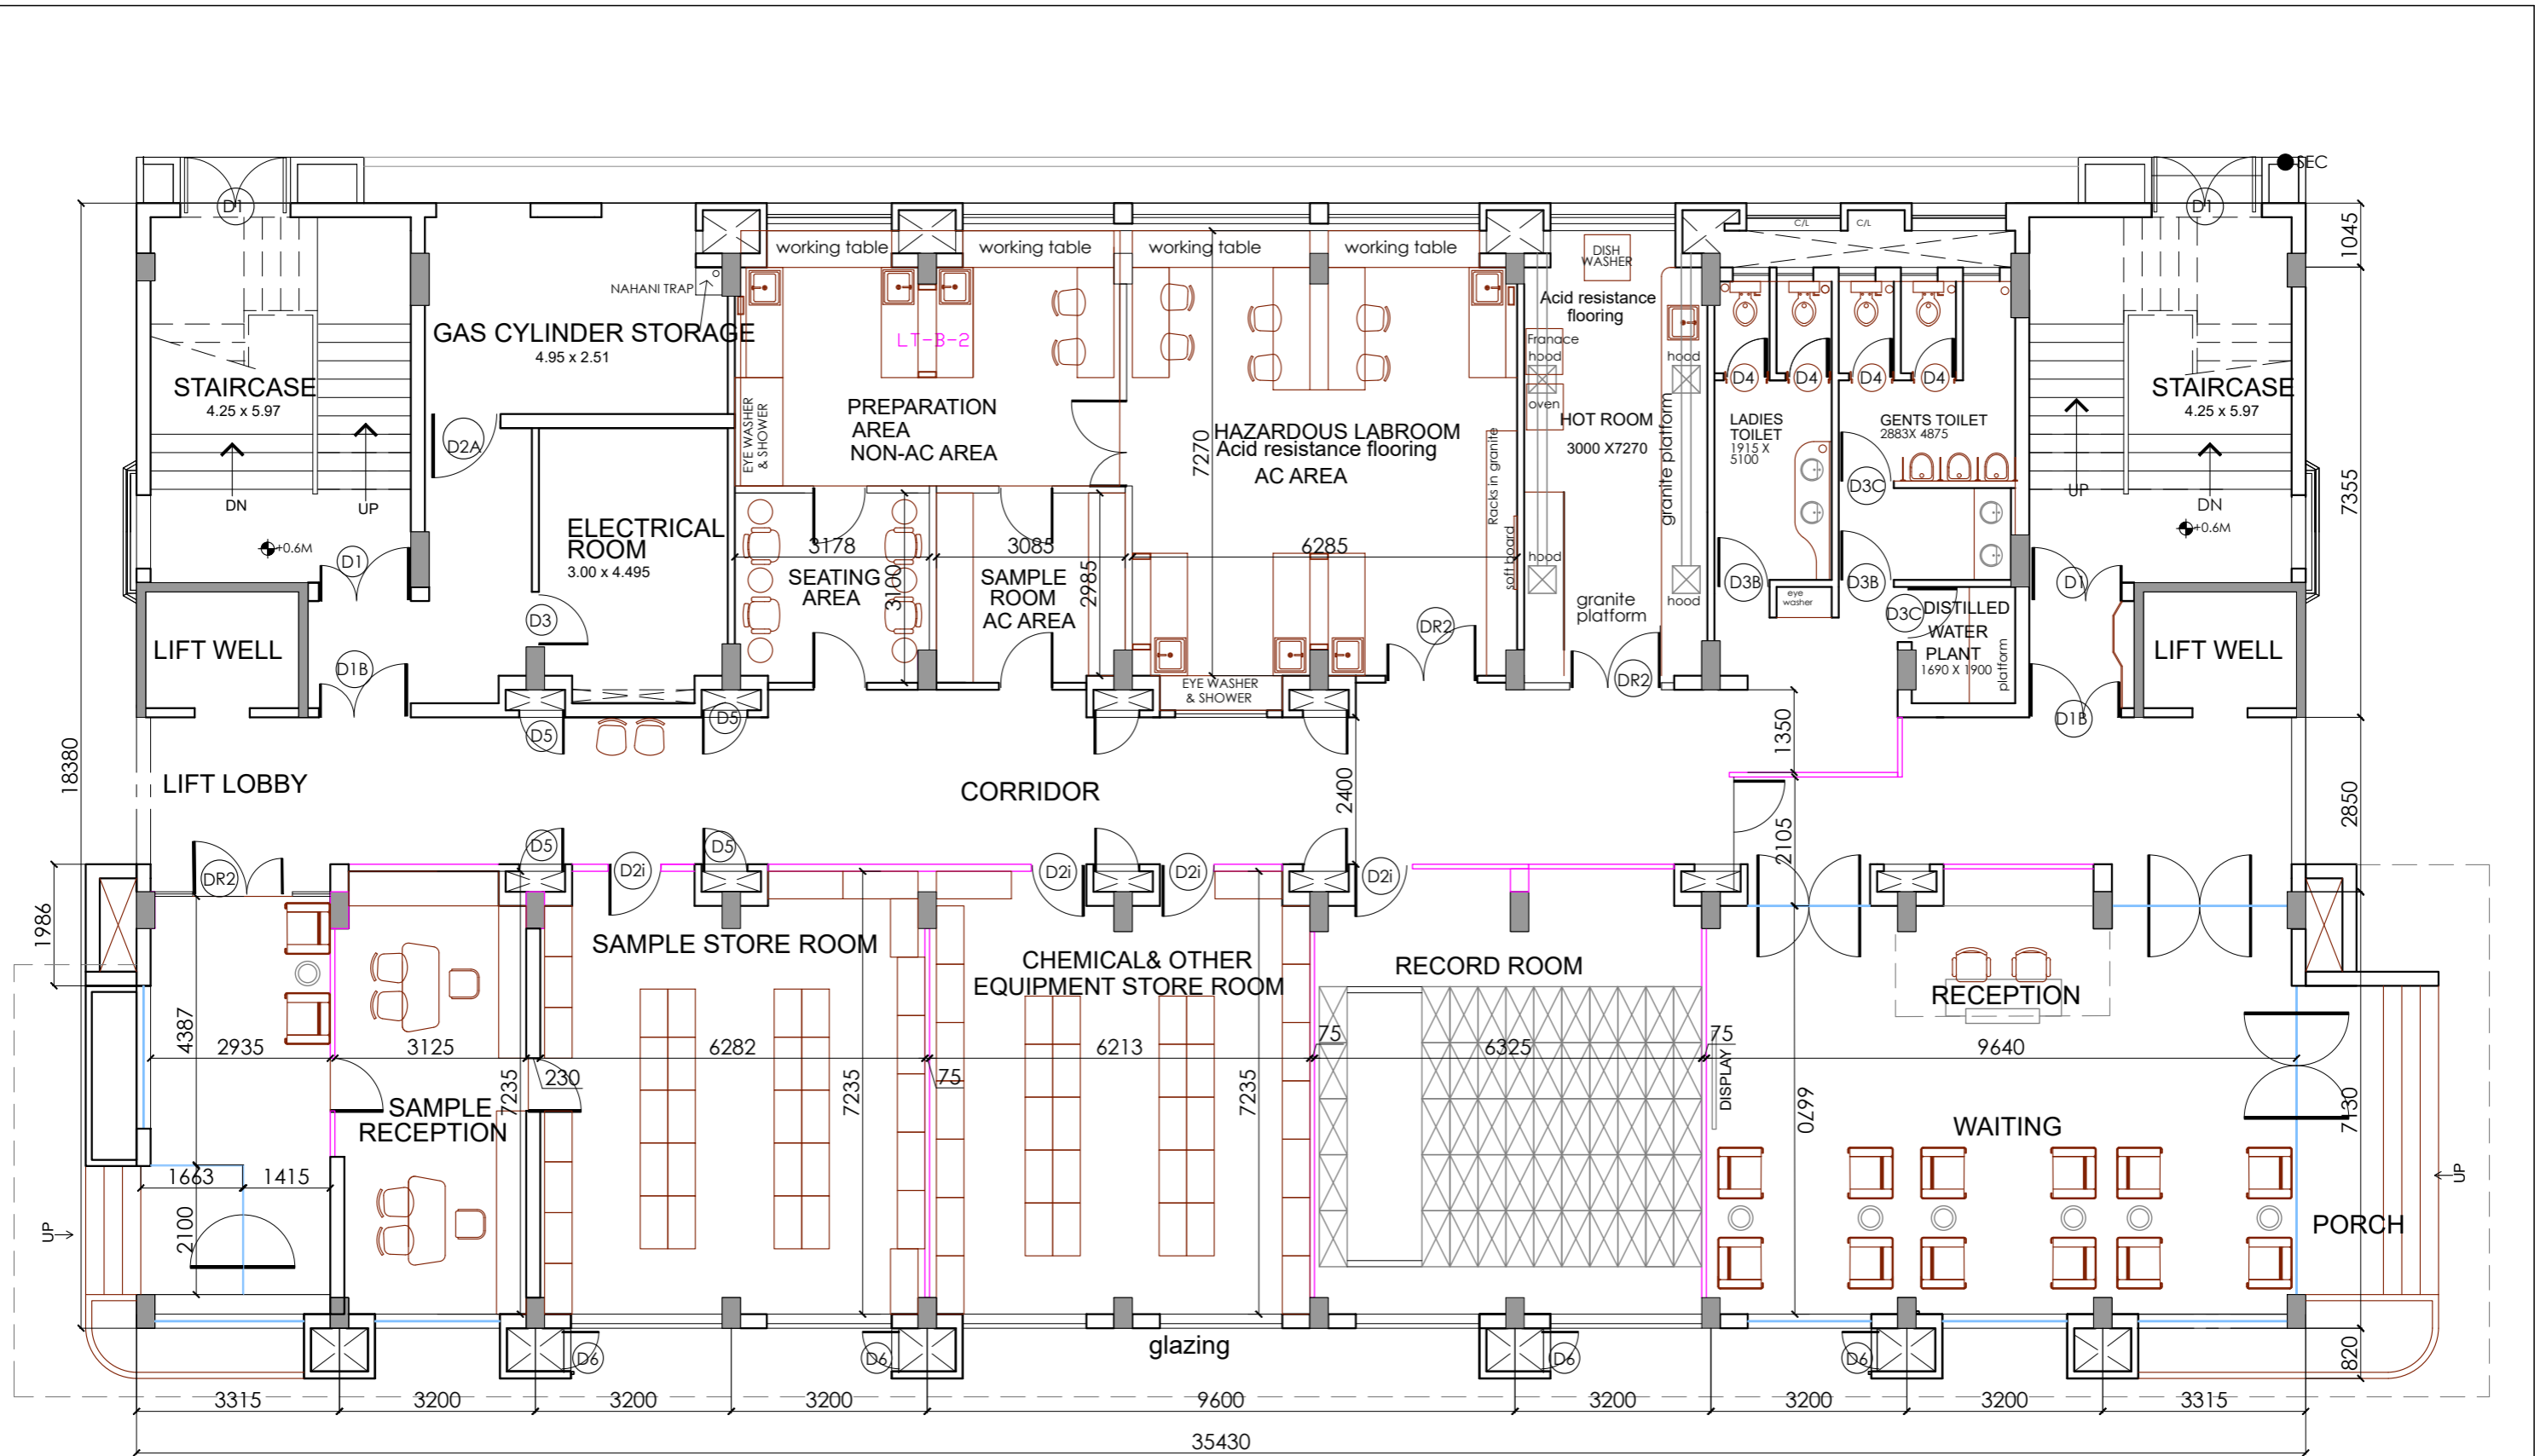 SEC
D1
D1
1045
C/L
C/L
working table
working table
working table
working table
DISH
WASHER
NAHANI TRAP
Acid resistance
flooring
GAS CYLINDER STORAGE
4.95 x 2.51
LT-B-2
Franace
hood
hood
oven
STAIRCASE
4.25 x 5.97
D4
D4
D4
D4
STAIRCASE
4.25 x 5.97
EYE WASHER
& SHOWER
PREPARATION
AREA
NON-AC AREA
7270
HAZARDOUS LABROOM
Acid resistance flooring
AC AREA
Racks in granite
HOT ROOM
3000 X7270
granite platform
LADIES
TOILET
1915 X
5100
GENTS TOILET
2883X 4875
D2A
D3C
DN
UP
UP
DN
7355
ELECTRICAL
ROOM
3.00 x 4.495
+0.6M
+0.6M
D1
3178
3085
6285
3100
2985
SEATING
AREA
SAMPLE
ROOM
AC AREA
soft board
hood
hood
granite
platform
D3B
eye
washer
D3B
D3C
D1
DISTILLED
WATER
PLANT
1690 X 1900
platform
D3
DR2
DR2
LIFT WELL
LIFT WELL
D1B
D1B
EYE WASHER
& SHOWER
D5
D5
18380
LIFT LOBBY
CORRIDOR
2400
1350
2105
2850
D5
D5
DR2
D2i
D2i
D2i
D2i
1986
SAMPLE STORE ROOM
CHEMICAL& OTHER
EQUIPMENT STORE ROOM
RECORD ROOM
RECEPTION
4387
2935
3125
230
6282
75
6213
75
6325
75
9640
7235
7235
7235
DISPLAY
6670
7130
SAMPLE
RECEPTION
WAITING
1663
1415
2100
UP
UP
PORCH
glazing
D6
D6
D6
D6
820
3315
3200
3200
3200
9600
3200
3200
3200
3315
35430